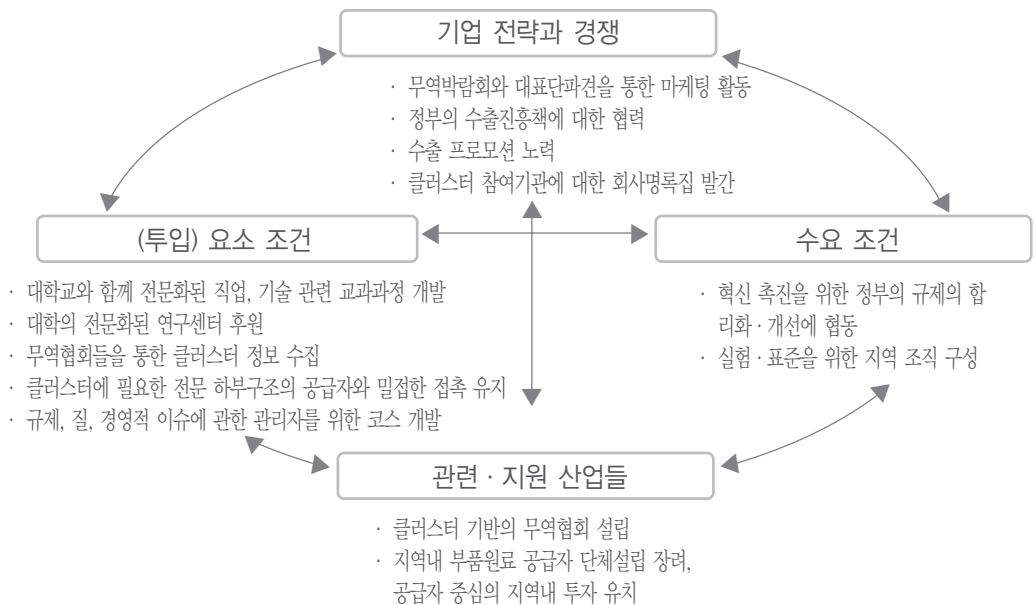 기업 전략과 경쟁
· 무역박람회와 대표단파견을 통한 마케팅 활동
· 정부의 수출진흥책에 대한 협력
· 수출 프로모션 노력
· 클러스터 참여기관에 대한 회사명록집 발간
(투입) 요소 조건
· 대학교와 함께 전문화된 직업, 기술 관련 교과과정 개발
· 대학의 전문화된 연구센터 후원
· 무역협회들을 통한 클러스터 정보 수집
· 클러스터에 필요한 전문 하부구조의 공급자와 밀접한 접촉 유지
· 규제, 질, 경영적 이슈에 관한 관리자를 위한 코스 개발
수요 조건
· 혁신 촉진을 위한 정부의 규제의 합
리화·개선에 협동
· 실험·표준을 위한 지역 조직 구성
관련·지원 산업들
· 클러스터 기반의 무역협회 설립
· 지역내 부품원료 공급자 단체설립 장려,
공급자 중심의 지역내 투자 유치